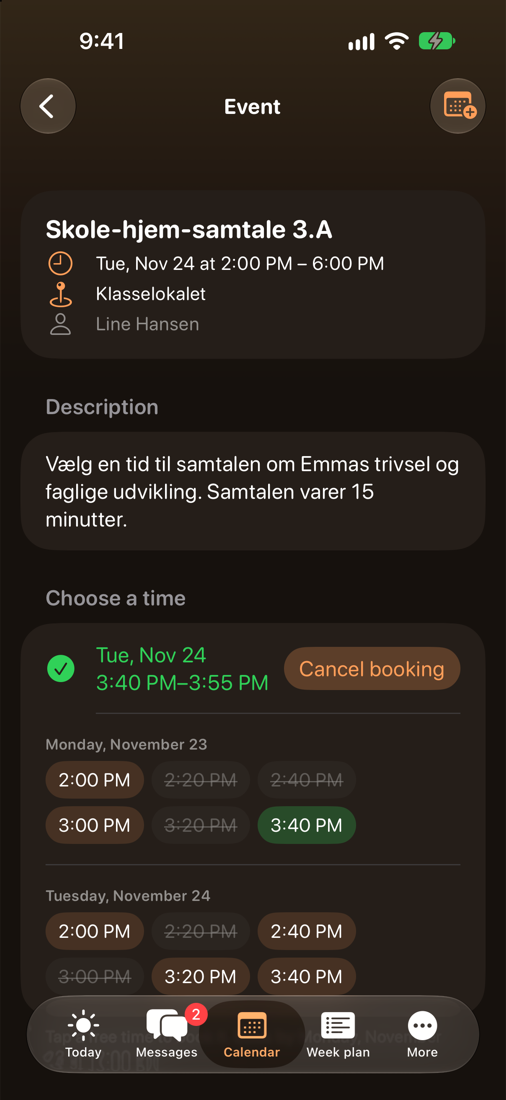 9:41
Event
Skole-hjem-samtale 3.A
Tue, Nov 24 at 2:00 PM – 6:00 PM
Klasselokalet
Line Hansen
Description
Vælg en tid til samtalen om Emmas trivsel og
faglige udvikling. Samtalen varer 15
minutter.
Choose a time
Tue, Nov 24
3:40 PM–3:55 PM
Cancel booking
Monday, November 23
2:00 PM 2:20 PM 2:40 PM
3:00 PM 3:20 PM 3:40 PM
Tuesday, November 24
2:00 PM 2:20 PM 2:40 PM
3:00 PM 3:20 PM 3:40 PM
2
Today Messages Calendar Week plan More